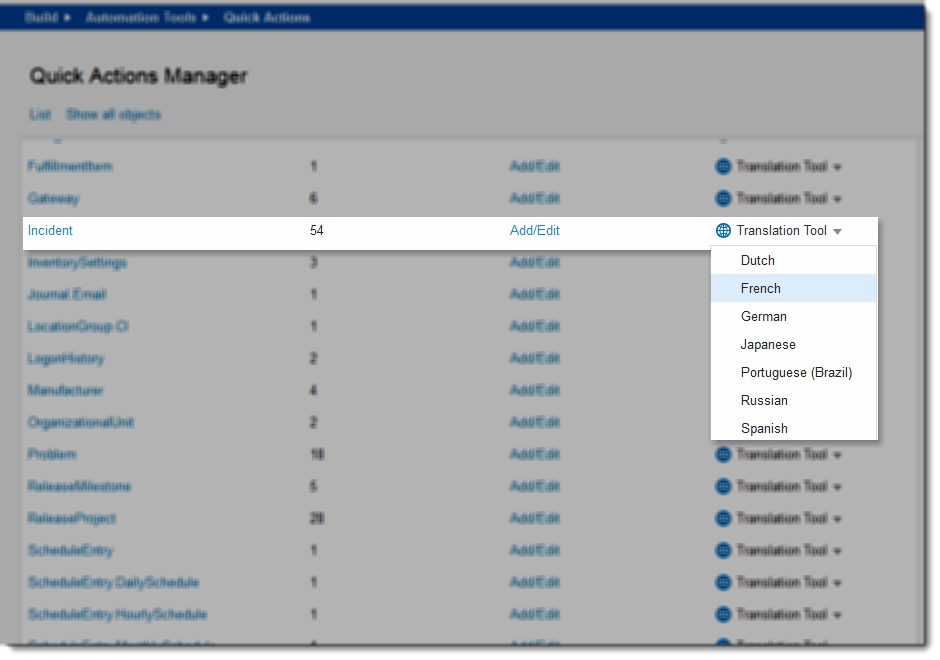 Build ▸ Automation Tools ▸ Quick Actions
Quick Actions Manager
List Show all objects
FulfillmentItem 1 Add/Edit Translation Tool
Gateway 6 Add/Edit Translation Tool
Incident 54 Add/Edit Translation Tool
InventorySettings 3 Add/Edit
Dutch
Journal.Email 1 Add/Edit
French
LocationGroup.CI 1 Add/Edit
German
LogonHistory 2 Add/Edit
Japanese
Manufacturer 4 Add/Edit
Portuguese (Brazil)
OrganizationalUnit 2 Add/Edit
Russian
Spanish
Problem 18 Add/Edit Translation Tool
ReleaseMilestone 5 Add/Edit Translation Tool
ReleaseProject 28 Add/Edit Translation Tool
ScheduleEntry 1 Add/Edit Translation Tool
ScheduleEntry.DailySchedule 1 Add/Edit Translation Tool
ScheduleEntry.HourlySchedule 1 Add/Edit Translation Tool